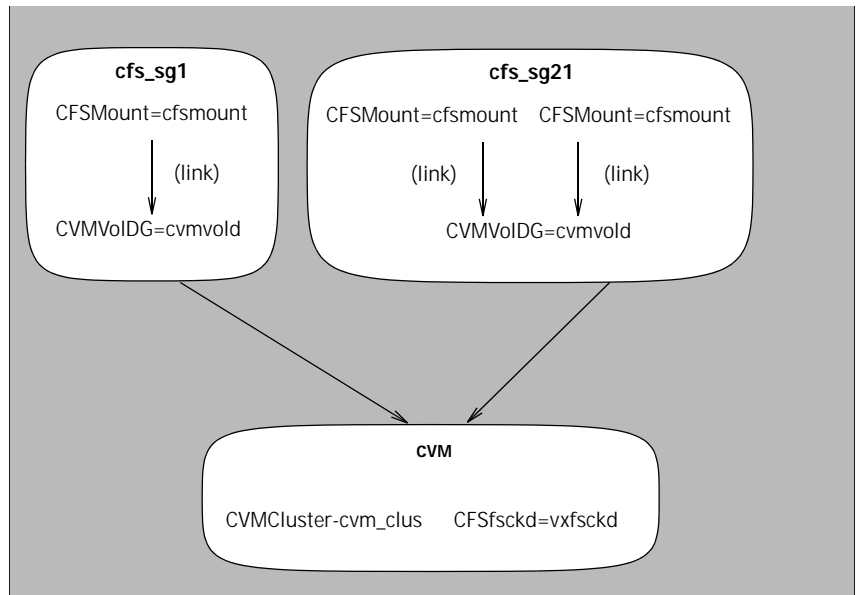 cfs_sg1
CFSMount=cfsmount
(link)
CVMVolDG=cvmvold
cfs_sg21
CFSMount=cfsmount CFSMount=cfsmount
(link) (link)
CVMVolDG=cvmvold
CVM
CVMCluster-cvm_clus CFSfsckd=vxfsckd